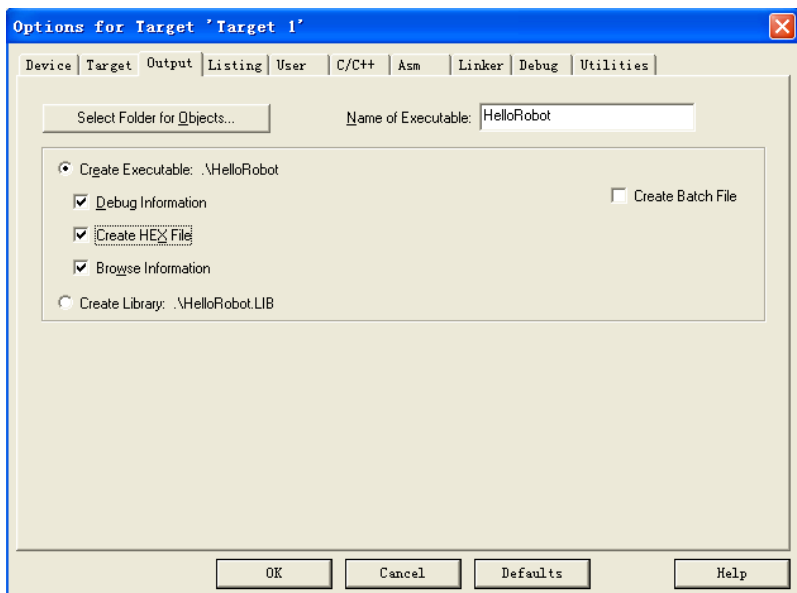 Options for Target 'Target 1'
Device Target Output Listing User C/C++ Asm Linker Debug Utilities
Select Folder for Objects... Name of Executable: HelloRobot
Create Executable: .\HelloRobot
Debug Information Create Batch File
Create HEX File
Browse Information
Create Library: .\HelloRobot.LIB
OK Cancel Defaults Help